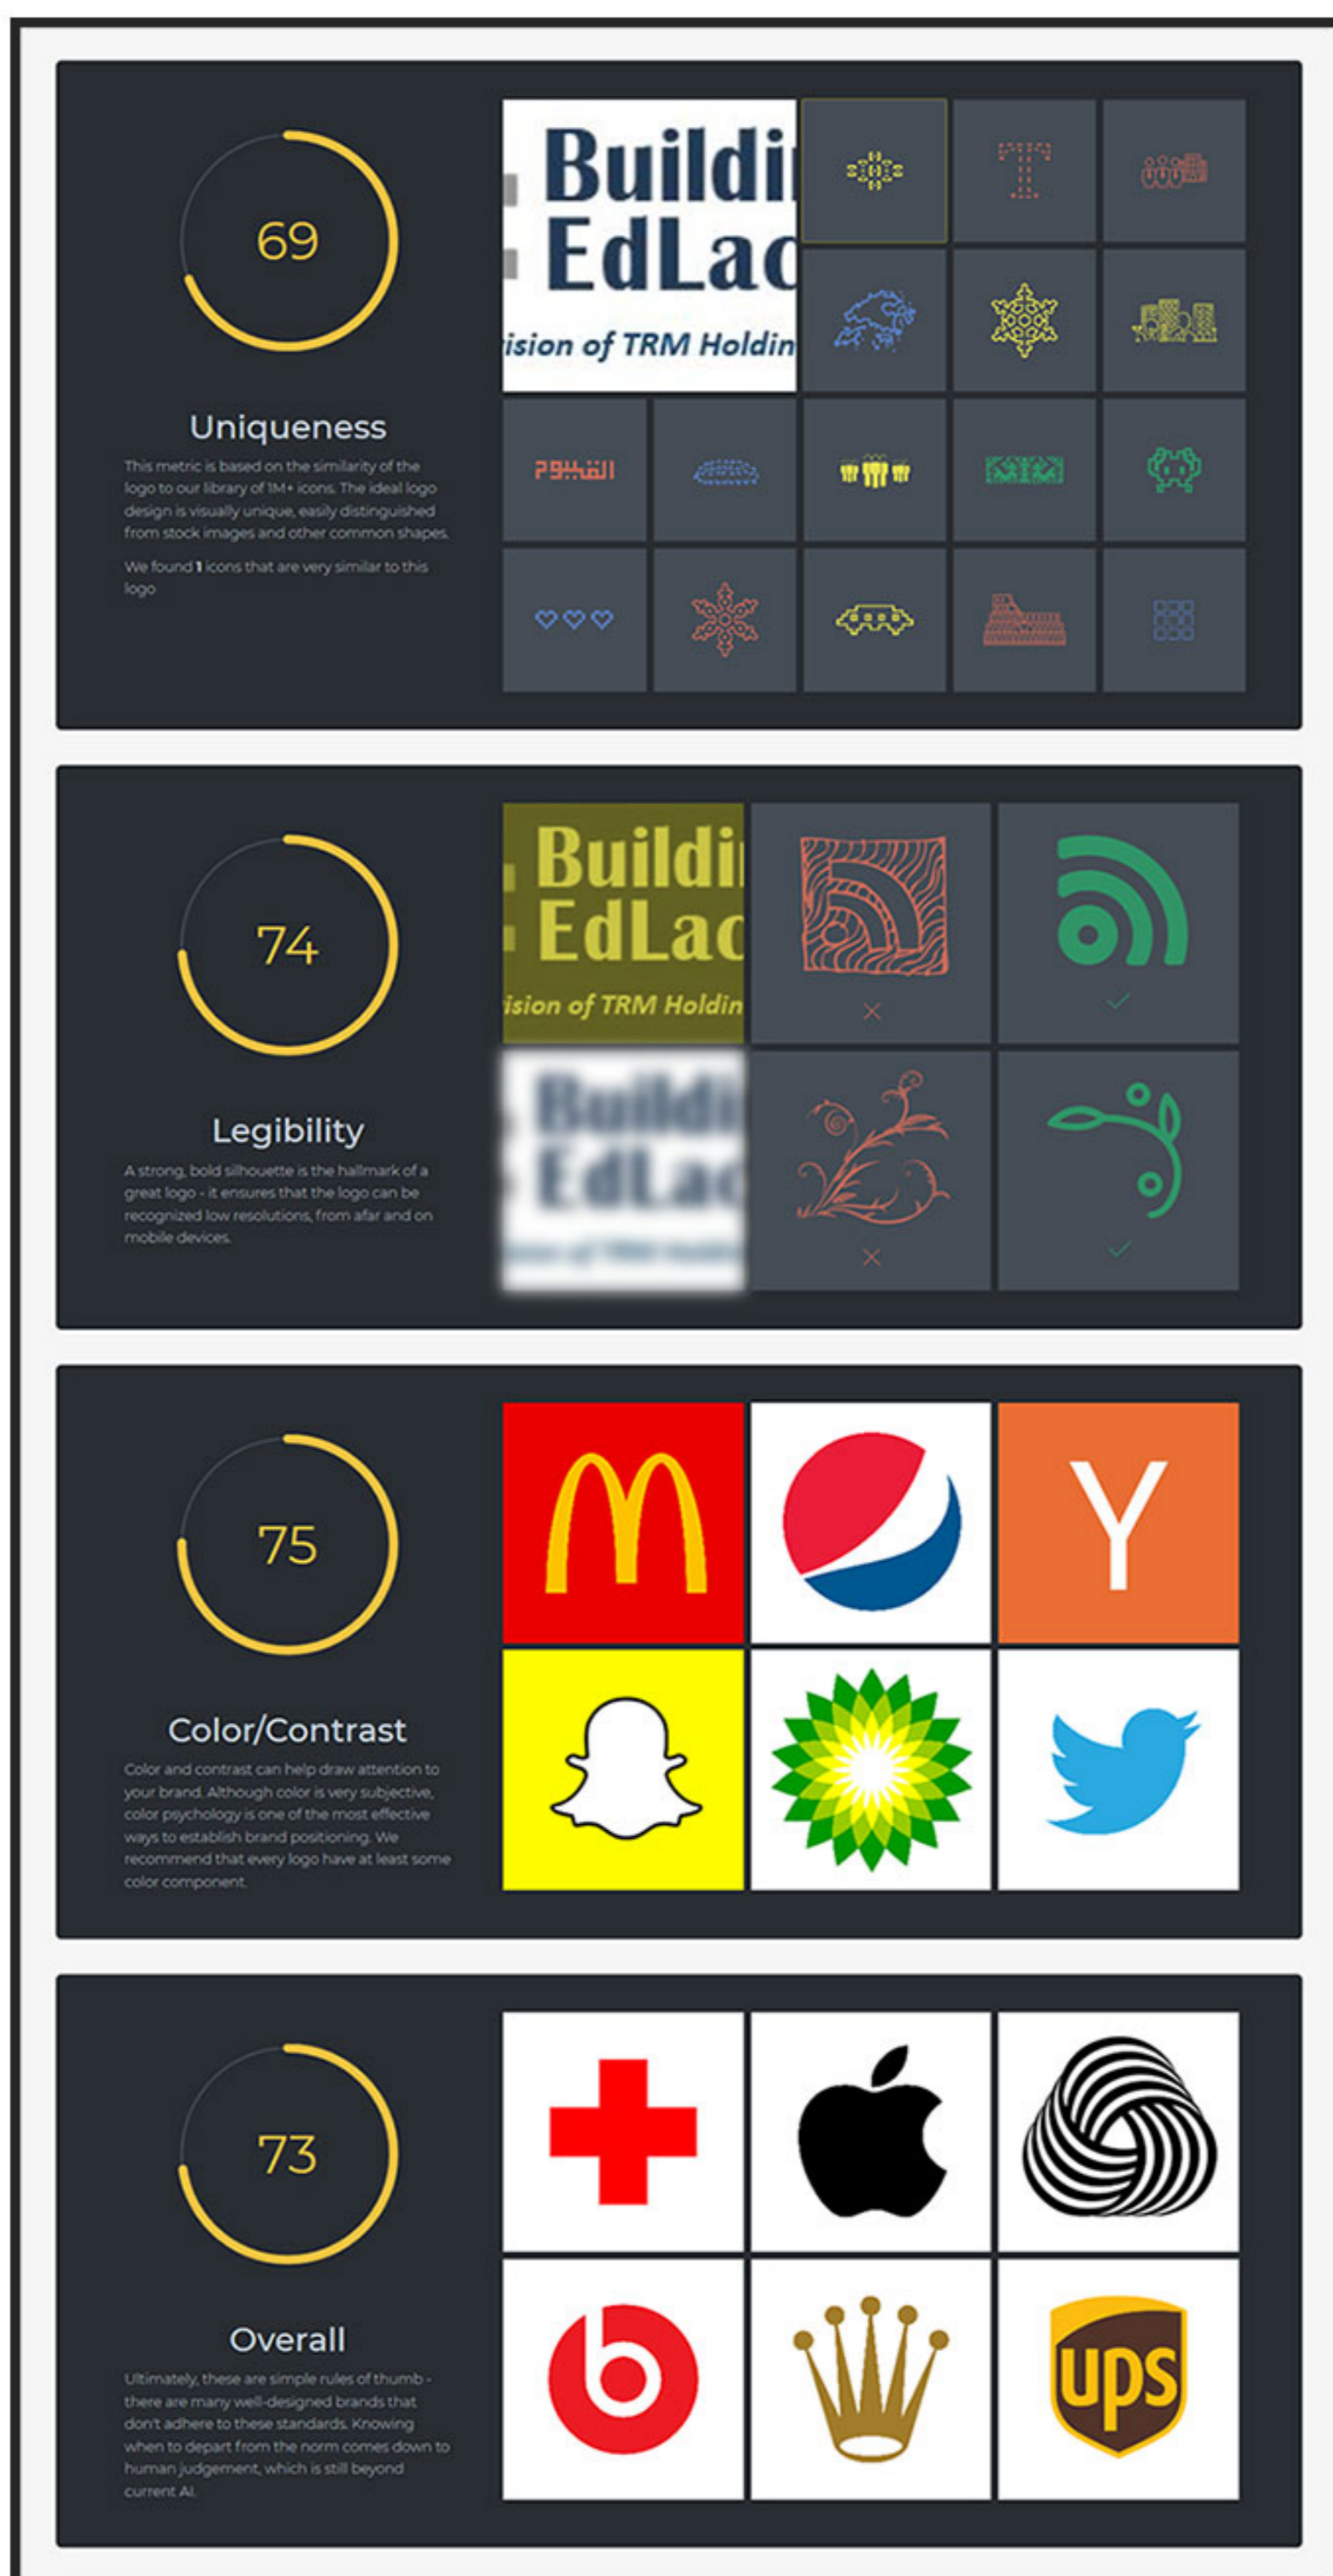 69
Uniqueness
This metric is based on the similarity of the
logo to our library of 1M+ icons. The ideal logo
design is visually unique, easily distinguished
from stock images and other common shapes.
We found 1 icons that are very similar to this
logo
Buildi
EdLac
ision of TRM Holdin
T
الفيوم
74
Legibility
A strong, bold silhouette is the hallmark of a
great logo - it ensures that the logo can be
recognized low resolutions, from afar and on
mobile devices.
Buildi
EdLac
ision of TRM Holdin
Buildi
EdLac
75
Color/Contrast
Color and contrast can help draw attention to
your brand. Although color is very subjective,
color psychology is one of the most effective
ways to establish brand positioning. We
recommend that every logo have at least some
color component.
Y
73
Overall
Ultimately, these are simple rules of thumb -
there are many well-designed brands that
don't adhere to these standards. Knowing
when to depart from the norm comes down to
human judgement, which is still beyond
current AI.
b
ups